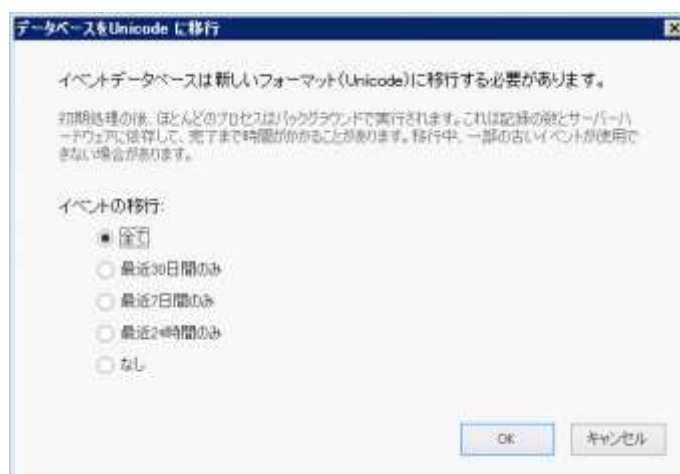 データベースをUnicode に移行
イベントデータベースは新しいフォーマット(Unicode)に移行する必要があります。
初期処理の後、ほとんどのプロセスはバックグラウンドで実行されます。これは記録の数とサーバーハ
ードウェアに依存して、完了まで時間がかかることがあります。移行中、一部の古いイベントが使用で
きない場合があります。
イベントの移行:
全て
最近30日間のみ
最近7日間のみ
最近24時間のみ
なし
OK
キャンセル